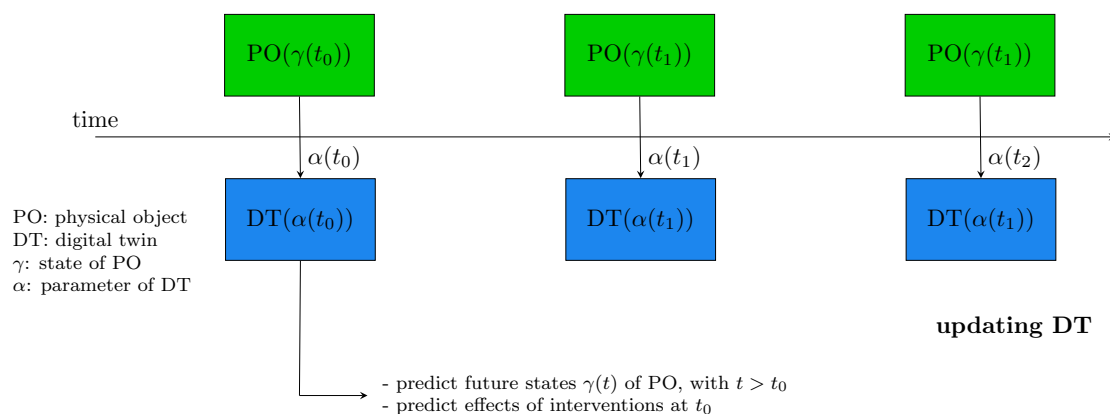 PO(γ(t₀)) PO(γ(t₁)) PO(γ(t₁))
time
α(t₀) α(t₁) α(t₂)
DT(α(t₀)) DT(α(t₁)) DT(α(t₁))
PO: physical object
DT: digital twin
γ: state of PO
α: parameter of DT
updating DT
- predict future states γ(t) of PO, with t > t₀
- predict effects of interventions at t₀